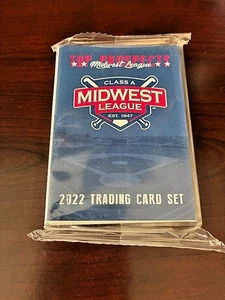 TOP PROSPECTS
Midwest League
CLASS A
MIDWEST
LEAGUE
EST. 1947
2022 TRADING CARD SET